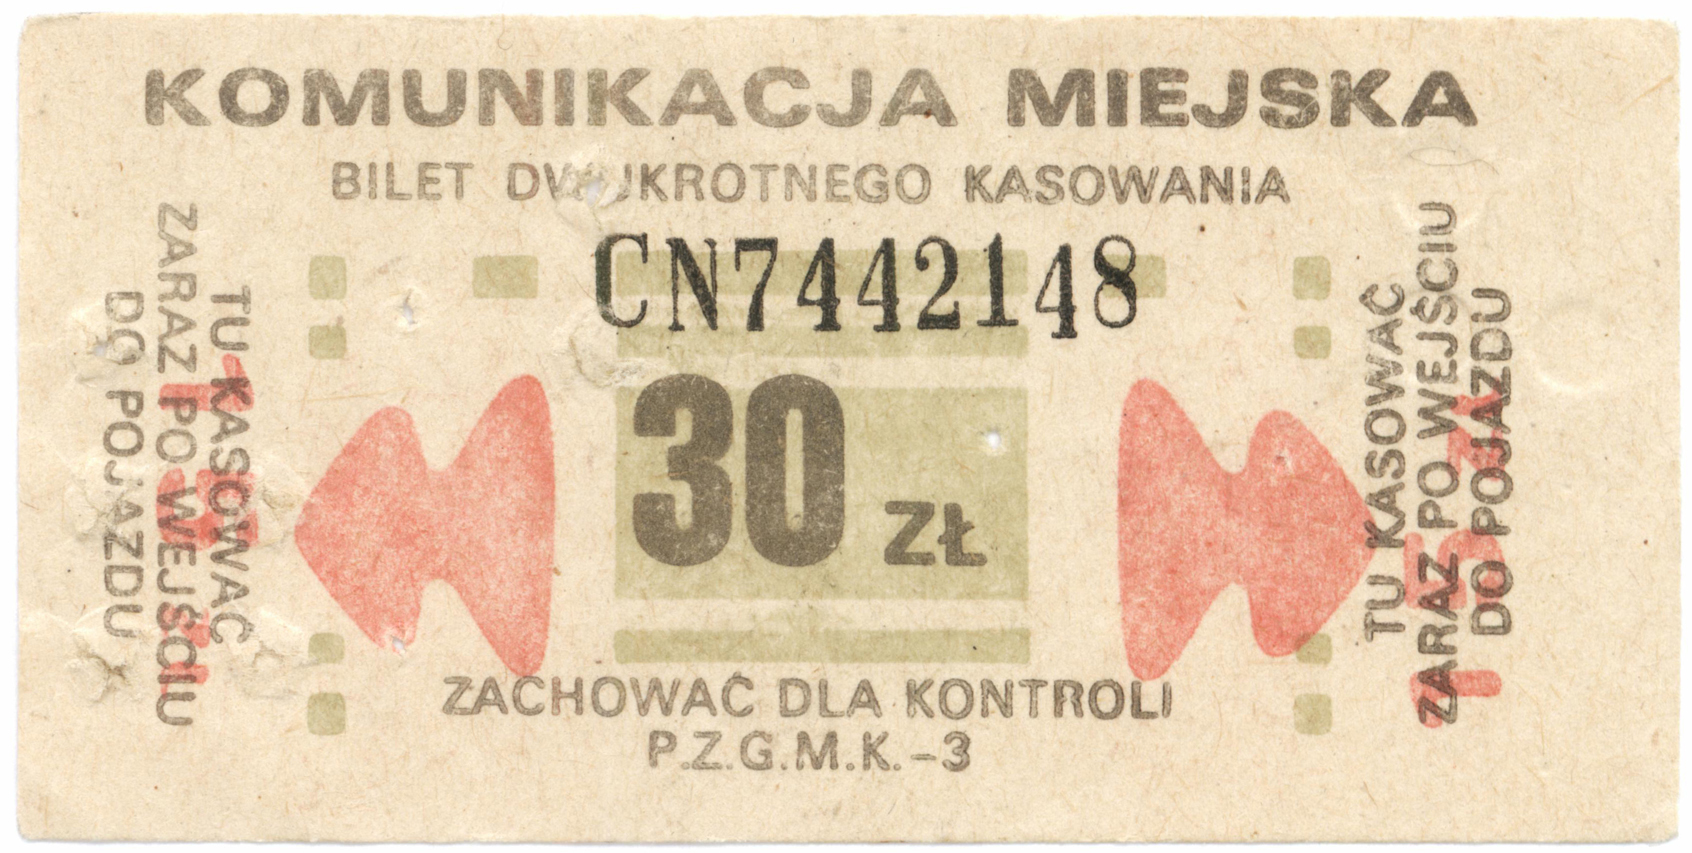 KOMUNIKACJA MIEJSKA
BILET DWUKROTNEGO KASOWANIA
CN7442148
TU KASOWAĆ
ZARAZ PO WEJŚCIU
DO POJAZDU
30 ZŁ
TU KASOWAĆ
ZARAZ PO WEJŚCIU
DO POJAZDU
ZACHOWAĆ DLA KONTROLI
P.Z.G.M.K.-3